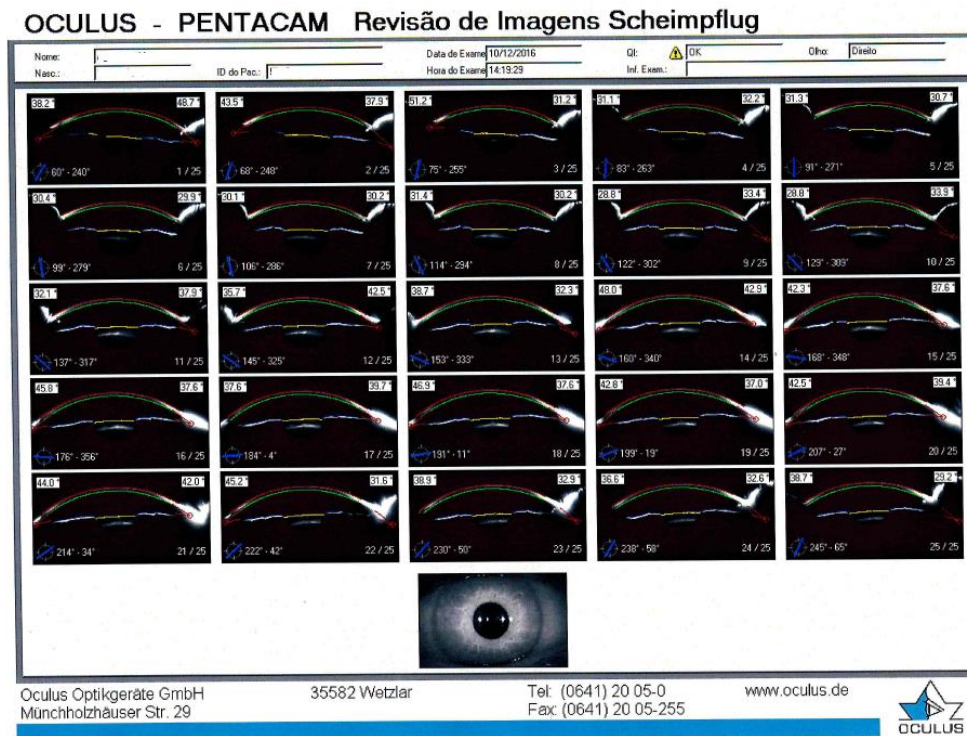 OCULUS - PENTACAM Revisão de Imagens Scheimpflug
Nome: Data de Exame 10/12/2016 QI: OK Olho: Direito
Nasc.: ID do Pac.: Hora do Exame 14:19:29 Inf. Exam.:
38.2° 48.7° 43.5° 37.9° 51.2° 31.2° 31.1° 32.2° 31.3° 30.7°
60° - 240° 1 / 25 68° - 248° 2 / 25 75° - 255° 3 / 25 83° - 263° 4 / 25 91° - 271° 5 / 25
30.4° 29.9° 30.1° 30.2° 31.4° 30.2° 28.8° 33.4° 28.8° 33.9°
99° - 279° 6 / 25 106° - 286° 7 / 25 114° - 294° 8 / 25 122° - 302° 9 / 25 129° - 309° 10 / 25
32.1° 37.9° 35.7° 42.5° 38.7° 32.3° 48.0° 42.9° 42.3° 37.6°
137° - 317° 11 / 25 145° - 325° 12 / 25 153° - 333° 13 / 25 160° - 340° 14 / 25 168° - 348° 15 / 25
45.8° 37.6° 37.6° 39.7° 46.9° 37.6° 42.8° 37.0° 42.5° 39.4°
176° - 356° 16 / 25 184° - 4° 17 / 25 191° - 11° 18 / 25 199° - 19° 19 / 25 207° - 27° 20 / 25
44.0° 42.0° 45.2° 31.6° 38.9° 32.9° 36.6° 32.6° 38.7° 29.2°
214° - 34° 21 / 25 222° - 42° 22 / 25 230° - 50° 23 / 25 238° - 58° 24 / 25 245° - 65° 25 / 25
Oculus Optikgeräte GmbH 35582 Wetzlar Tel: (0641) 20 05-0 www.oculus.de
Münchholzhäuser Str. 29 Fax: (0641) 20 05-255
OCULUS